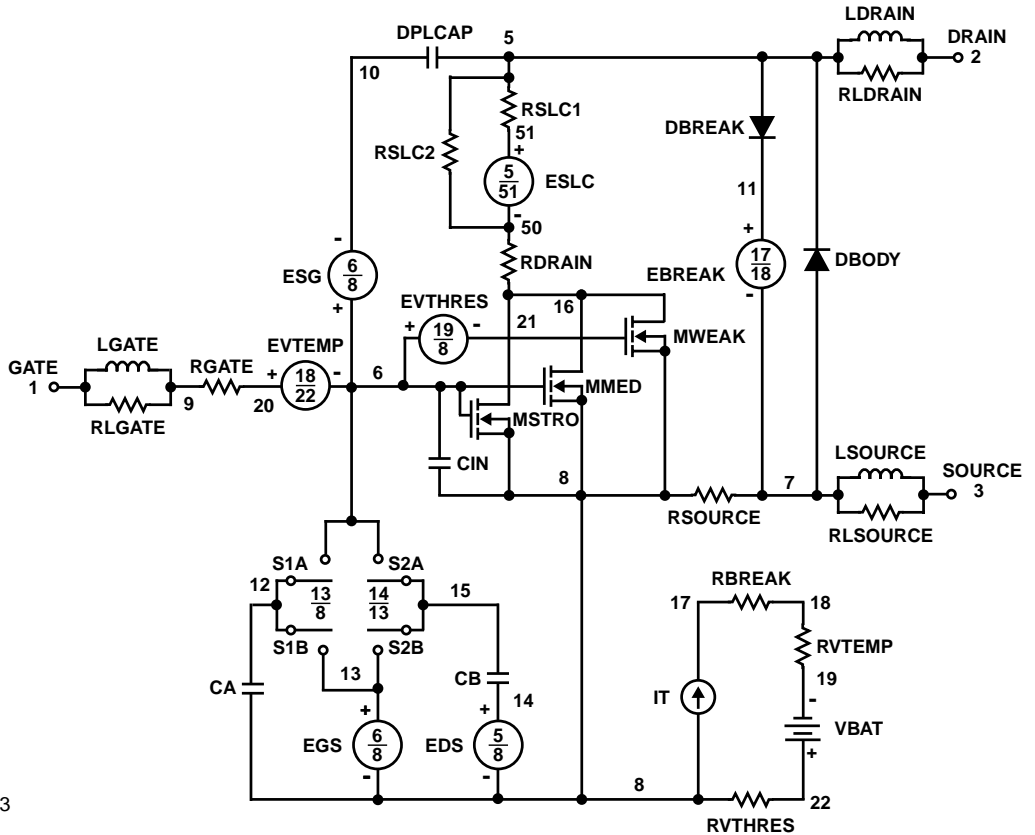 LDRAIN
DPLCAP 5 DRAIN
10 2
RLDRAIN
RSLC1
DBREAK
51
+
RSLC2
5
51
ESLC
11
-
50
+
-
6
8
ESG
RDRAIN
17
18
EBREAK
DBODY
-
+
EVTHRES
16
21
+ 19 -
8
MWEAK
LGATE
EVTEMP
GATE RGATE
1
6
+ 18 -
22
MMED
9 20
RLGATE
MSTRO
CIN
LSOURCE
8 7 SOURCE
3
RSOURCE
RLSOURCE
S1A S2A
12
13
8
14
13
15
RBREAK
17 18
S1B S2B
RVTEMP
13
CA CB
14
IT
19
-
VBAT
+ +
EGS
6
8
EDS
5
8
+
- -
8
22
3
RVTHRES